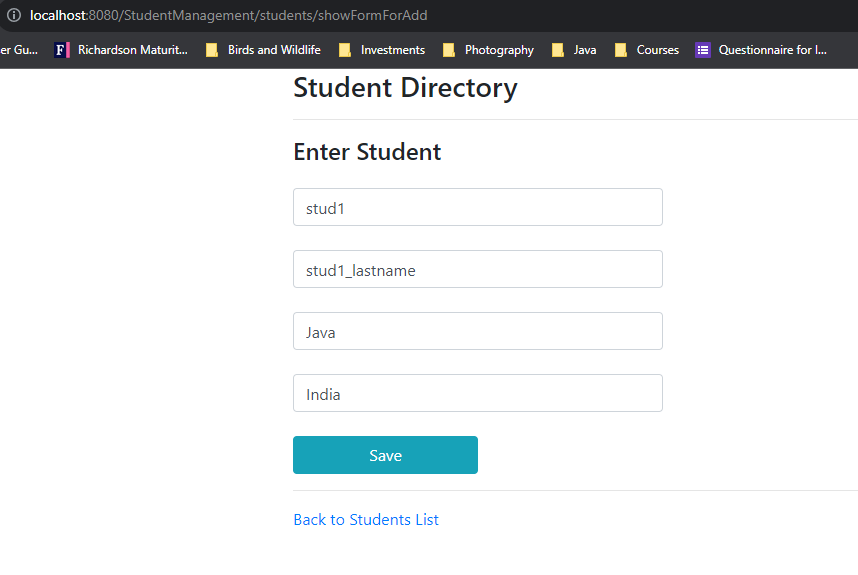 localhost:8080/StudentManagement/students/showFormForAdd
er Gu... F Richardson Maturit... Birds and Wildlife Investments Photography Java Courses Questionnaire for I...
Student Directory
Enter Student
stud1
stud1_lastname
Java
India
Save
Back to Students List